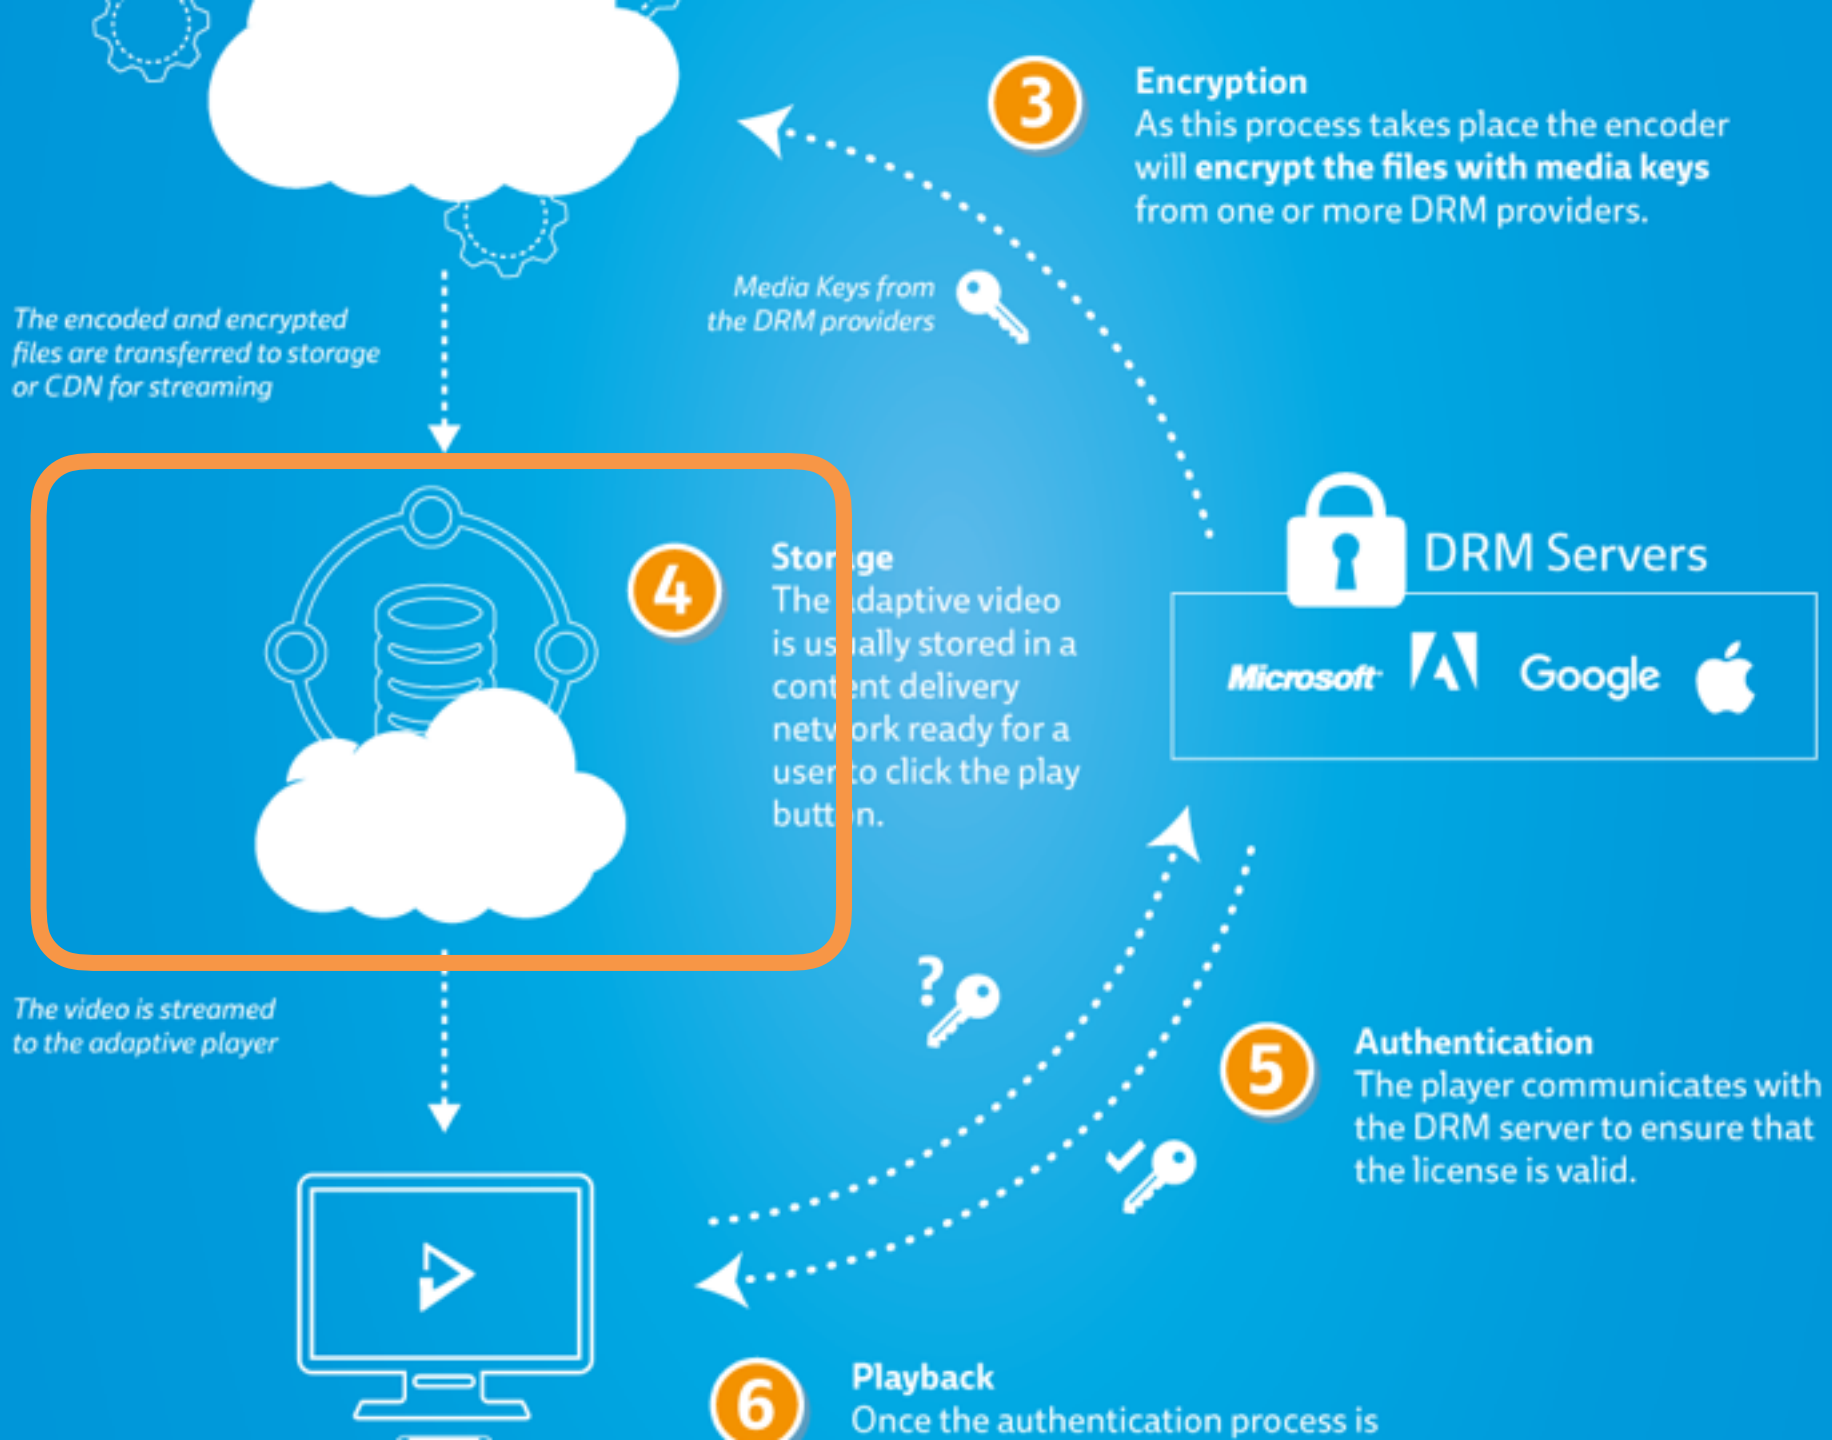 3
Encryption
As this process takes place the encoder
will encrypt the files with media keys
from one or more DRM providers.
Media Keys from
the DRM providers
The encoded and encrypted
files are transferred to storage
or CDN for streaming
4
Storage
The adaptive video
is usually stored in a
content delivery
network ready for a
user to click the play
button.
DRM Servers
Microsoft Google
The video is streamed
to the adaptive player
?
5
Authentication
The player communicates with
the DRM server to ensure that
the license is valid.
6
Playback
Once the authentication process is